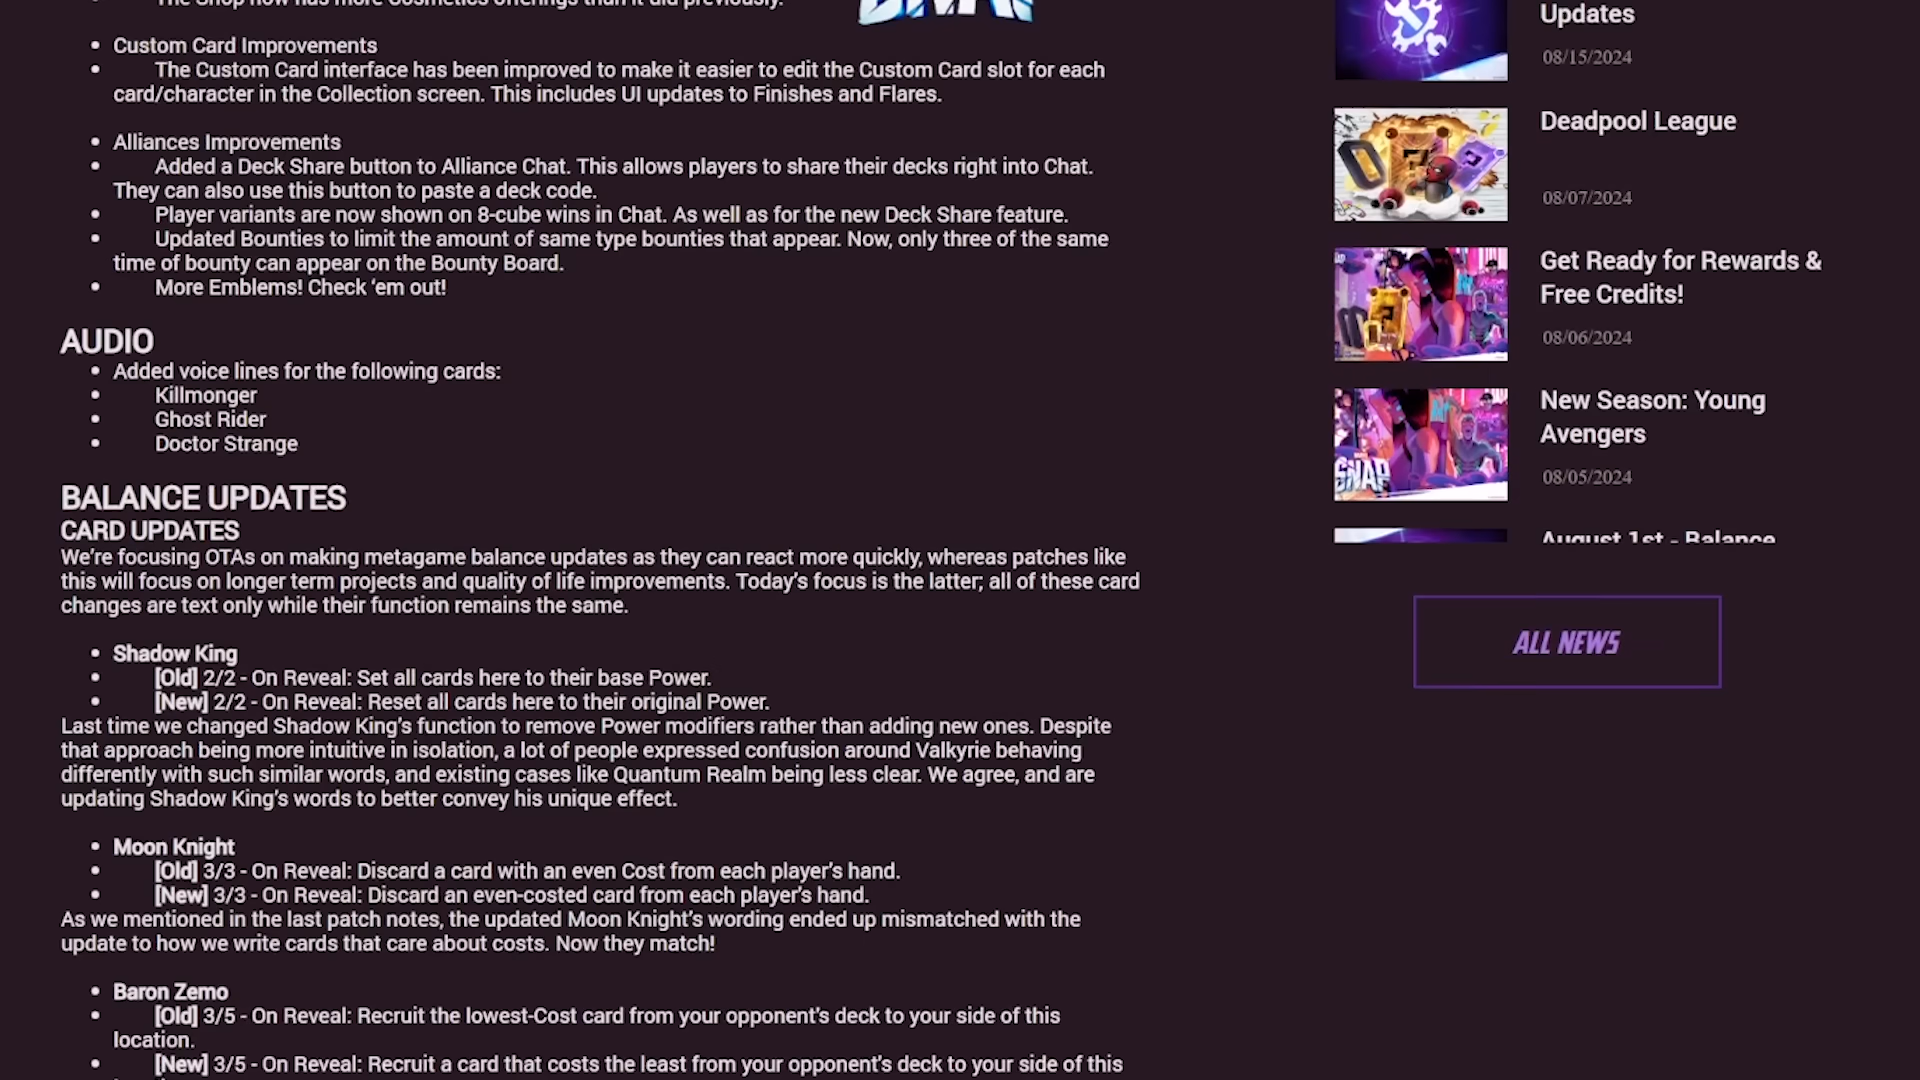 The Shop now has more Cosmetics offerings than it did previously.
Custom Card Improvements
The Custom Card interface has been improved to make it easier to edit the Custom Card slot for each
card/character in the Collection screen. This includes UI updates to Finishes and Flares.
Alliances Improvements
Added a Deck Share button to Alliance Chat. This allows players to share their decks right into Chat.
They can also use this button to paste a deck code.
Player variants are now shown on 8-cube wins in Chat. As well as for the new Deck Share feature.
Updated Bounties to limit the amount of same type bounties that appear. Now, only three of the same
time of bounty can appear on the Bounty Board.
More Emblems! Check ‘em out!
AUDIO
Added voice lines for the following cards:
Killmonger
Ghost Rider
Doctor Strange
BALANCE UPDATES
CARD UPDATES
We’re focusing OTAs on making metagame balance updates as they can react more quickly, whereas patches like
this will focus on longer term projects and quality of life improvements. Today’s focus is the latter; all of these card
changes are text only while their function remains the same.
Shadow King
[Old] 2/2 - On Reveal: Set all cards here to their base Power.
[New] 2/2 - On Reveal: Reset all cards here to their original Power.
Last time we changed Shadow King’s function to remove Power modifiers rather than adding new ones. Despite
that approach being more intuitive in isolation, a lot of people expressed confusion around Valkyrie behaving
differently with such similar words, and existing cases like Quantum Realm being less clear. We agree, and are
updating Shadow King’s words to better convey his unique effect.
Moon Knight
[Old] 3/3 - On Reveal: Discard a card with an even Cost from each player’s hand.
[New] 3/3 - On Reveal: Discard an even-costed card from each player’s hand.
As we mentioned in the last patch notes, the updated Moon Knight’s wording ended up mismatched with the
update to how we write cards that care about costs. Now they match!
Baron Zemo
[Old] 3/5 - On Reveal: Recruit the lowest-Cost card from your opponent’s deck to your side of this
location.
[New] 3/5 - On Reveal: Recruit a card that costs the least from your opponent’s deck to your side of this
SNAP
Updates
08/15/2024
Deadpool League
08/07/2024
Get Ready for Rewards &
Free Credits!
08/06/2024
New Season: Young
Avengers
SNAP
08/05/2024
August 1st - Balance
ALL NEWS